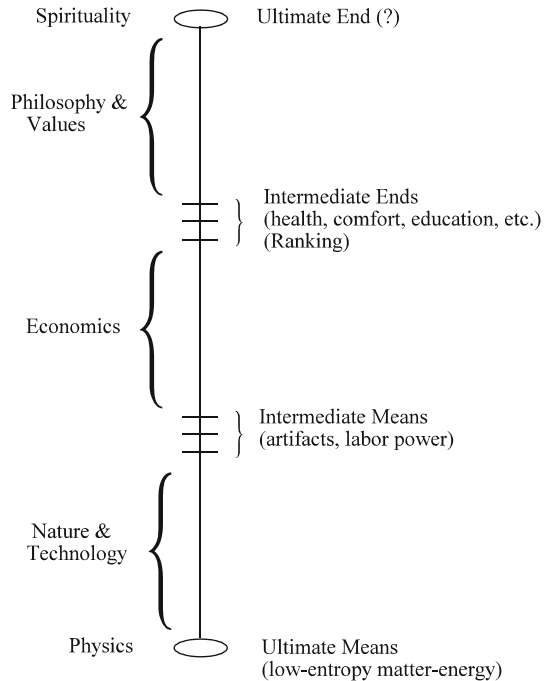 Spirituality
Ultimate End (?)
Philosophy &
Values
Intermediate Ends
(health, comfort, education, etc.)
(Ranking)
Economics
Intermediate Means
(artifacts, labor power)
Nature &
Technology
Physics
Ultimate Means
(low-entropy matter-energy)